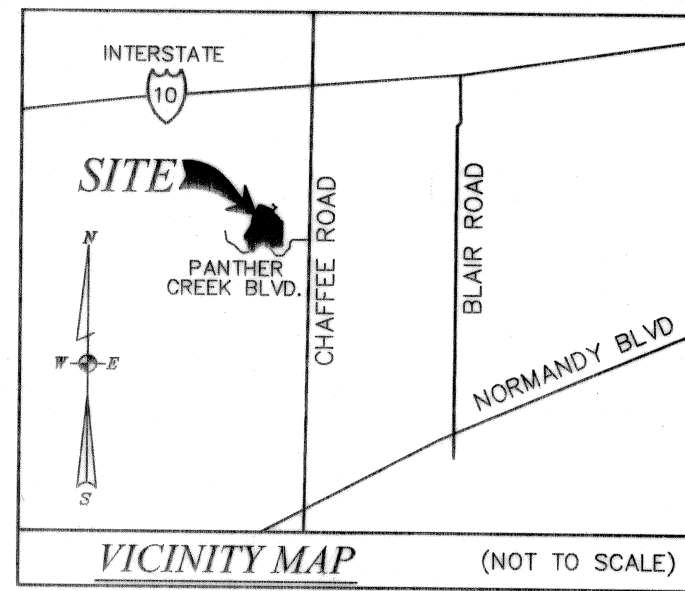 INTERSTATE
10
SITE
PANTHER
CREEK BLVD.
CHAFFEE ROAD
BLAIR ROAD
NORMANDY BLVD
N
W
E
S
VICINITY MAP
(NOT TO SCALE)